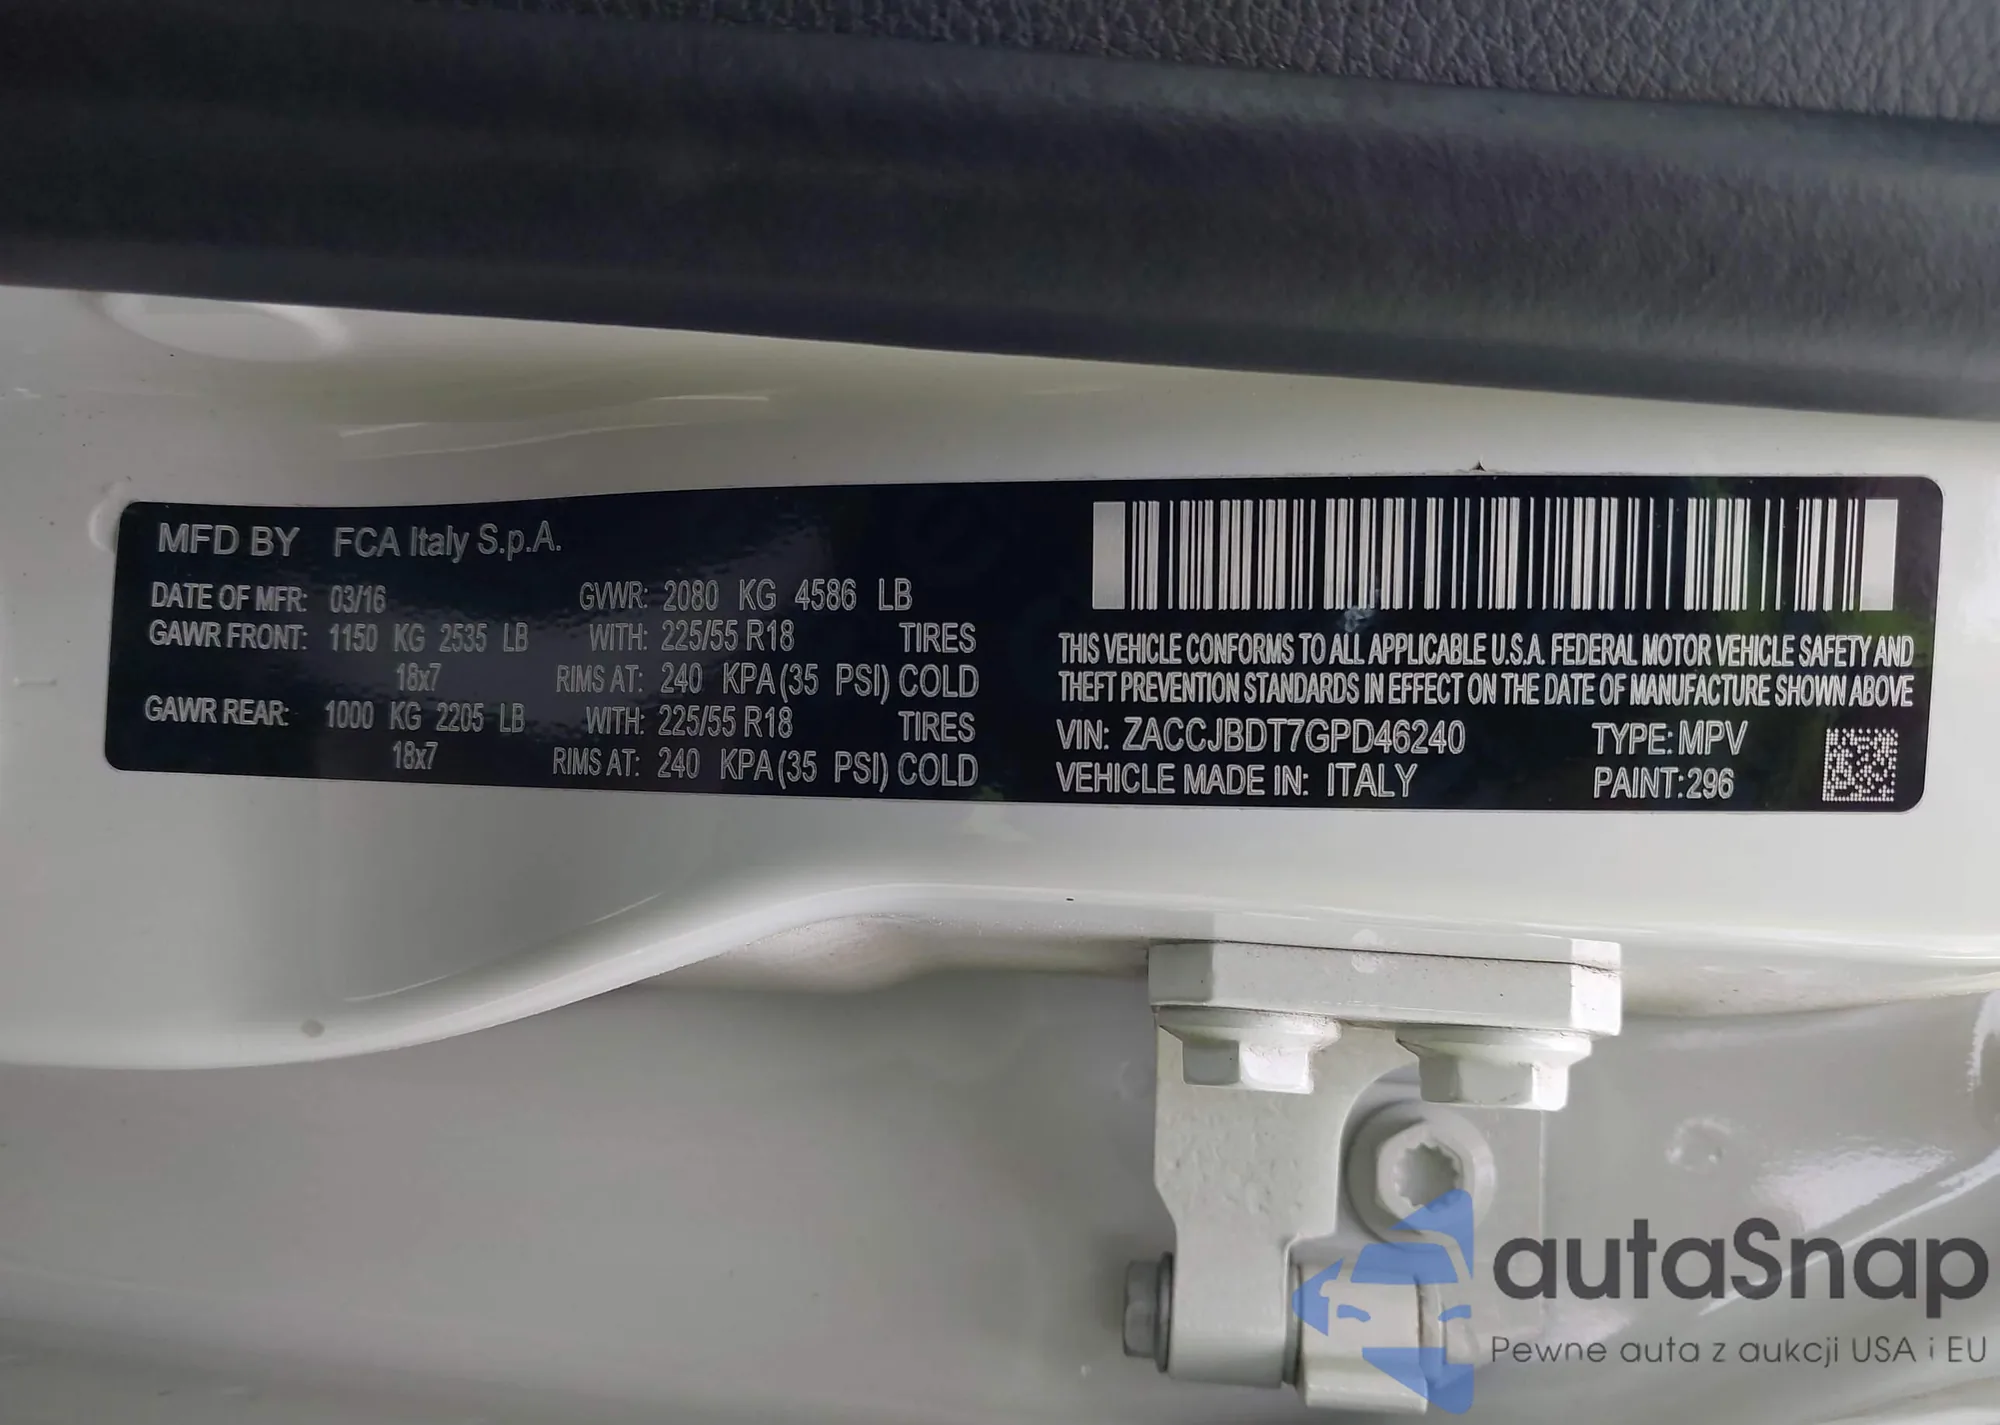 MFD BY FCA Italy S.p.A.
DATE OF MFR: 03/16 GVWR: 2080 KG 4586 LB
GAWR FRONT: 1150 KG 2535 LB WITH: 225/55 R18 TIRES
18x7 RIMS AT: 240 KPA (35 PSI) COLD
GAWR REAR: 1000 KG 2205 LB WITH: 225/55 R18 TIRES
18x7 RIMS AT: 240 KPA (35 PSI) COLD
THIS VEHICLE CONFORMS TO ALL APPLICABLE U.S.A. FEDERAL MOTOR VEHICLE SAFETY AND
THEFT PREVENTION STANDARDS IN EFFECT ON THE DATE OF MANUFACTURE SHOWN ABOVE
VIN: ZACCJBDT7GPD46240 TYPE: MPV
VEHICLE MADE IN: ITALY PAINT: 296
autaSnap
Pewne auta z aukcji USA i EU